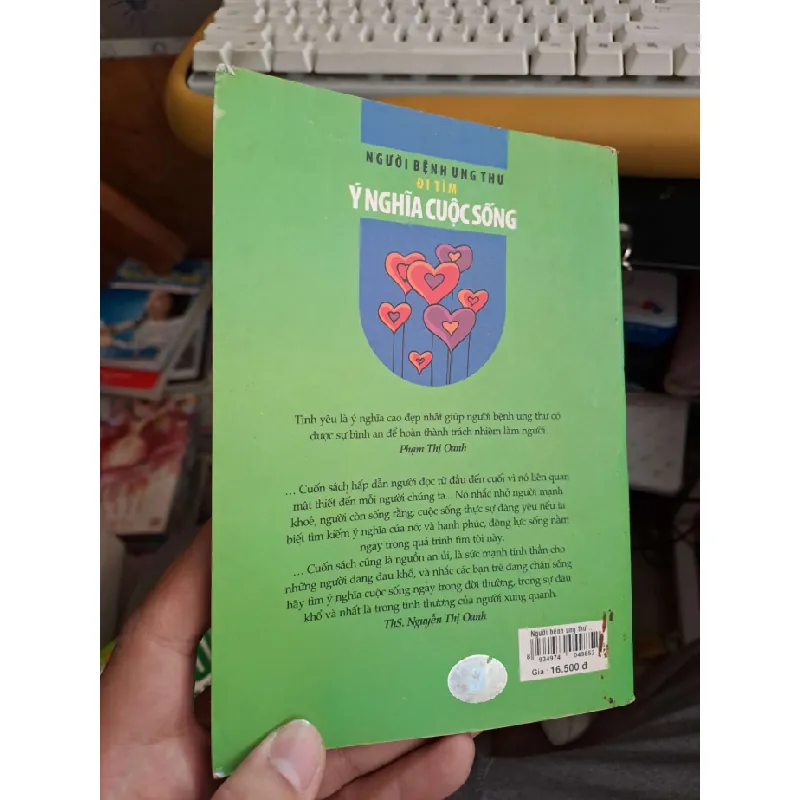 NGƯỜI BỆNH UNG THƯ
ĐI TÌM
Ý NGHĨA CUỘC SỐNG
Tình yêu là ý nghĩa cao đẹp nhất giúp người bệnh ung thư có
được sự bình an để hoàn thành trách nhiệm làm người
Phạm Thị Oanh
... Cuốn sách hấp dẫn người đọc từ đầu đến cuối vì nó liên quan
mật thiết đến mỗi người chúng ta... Nó nhắc nhở người mạnh
khoẻ, người còn sống rằng, cuộc sống thực sự đáng yêu nếu ta
biết tìm kiếm ý nghĩa của nó; và hạnh phúc, động lực sống nằm
ngay trong quá trình tìm tòi này.
... Cuốn sách cũng là nguồn an ủi, là sức mạnh tinh thần cho
những người đang đau khổ, và nhắc các bạn trẻ đang chán sống
hãy tìm ý nghĩa cuộc sống ngay trong đời thường, trong sự đau
khổ và nhất là trong tình thương của người xung quanh.
ThS. Nguyễn Thị Oanh
Người bệnh ung thư ...
Giá : 16.500 đ